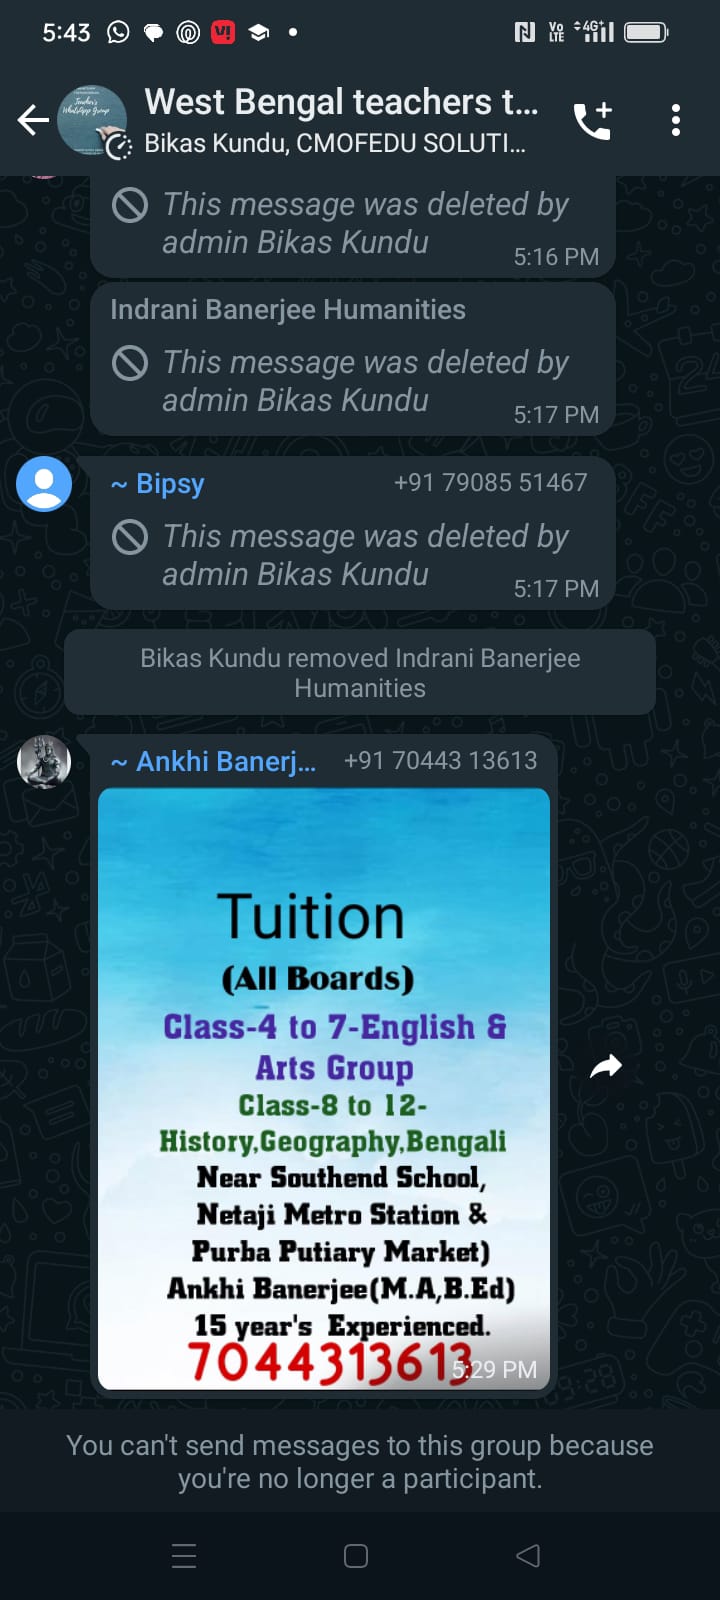 5:43
Vo
LTE
4G+
West Bengal teachers t...
Bikas Kundu, CMOFEDU SOLUTI...
This message was deleted by
admin Bikas Kundu
5:16 PM
Indrani Banerjee Humanities
This message was deleted by
admin Bikas Kundu
5:17 PM
~ Bipsy +91 79085 51467
This message was deleted by
admin Bikas Kundu
5:17 PM
Bikas Kundu removed Indrani Banerjee
Humanities
~ Ankhi Banerj... +91 70443 13613
Tuition
(All Boards)
Class-4 to 7-English &
Arts Group
Class-8 to 12-
History,Geography,Bengali
Near Southend School,
Netaji Metro Station &
Purba Putiary Market)
Ankhi Banerjee(M.A,B.Ed)
15 year's Experienced.
7044313613
5:29 PM
You can't send messages to this group because
you're no longer a participant.